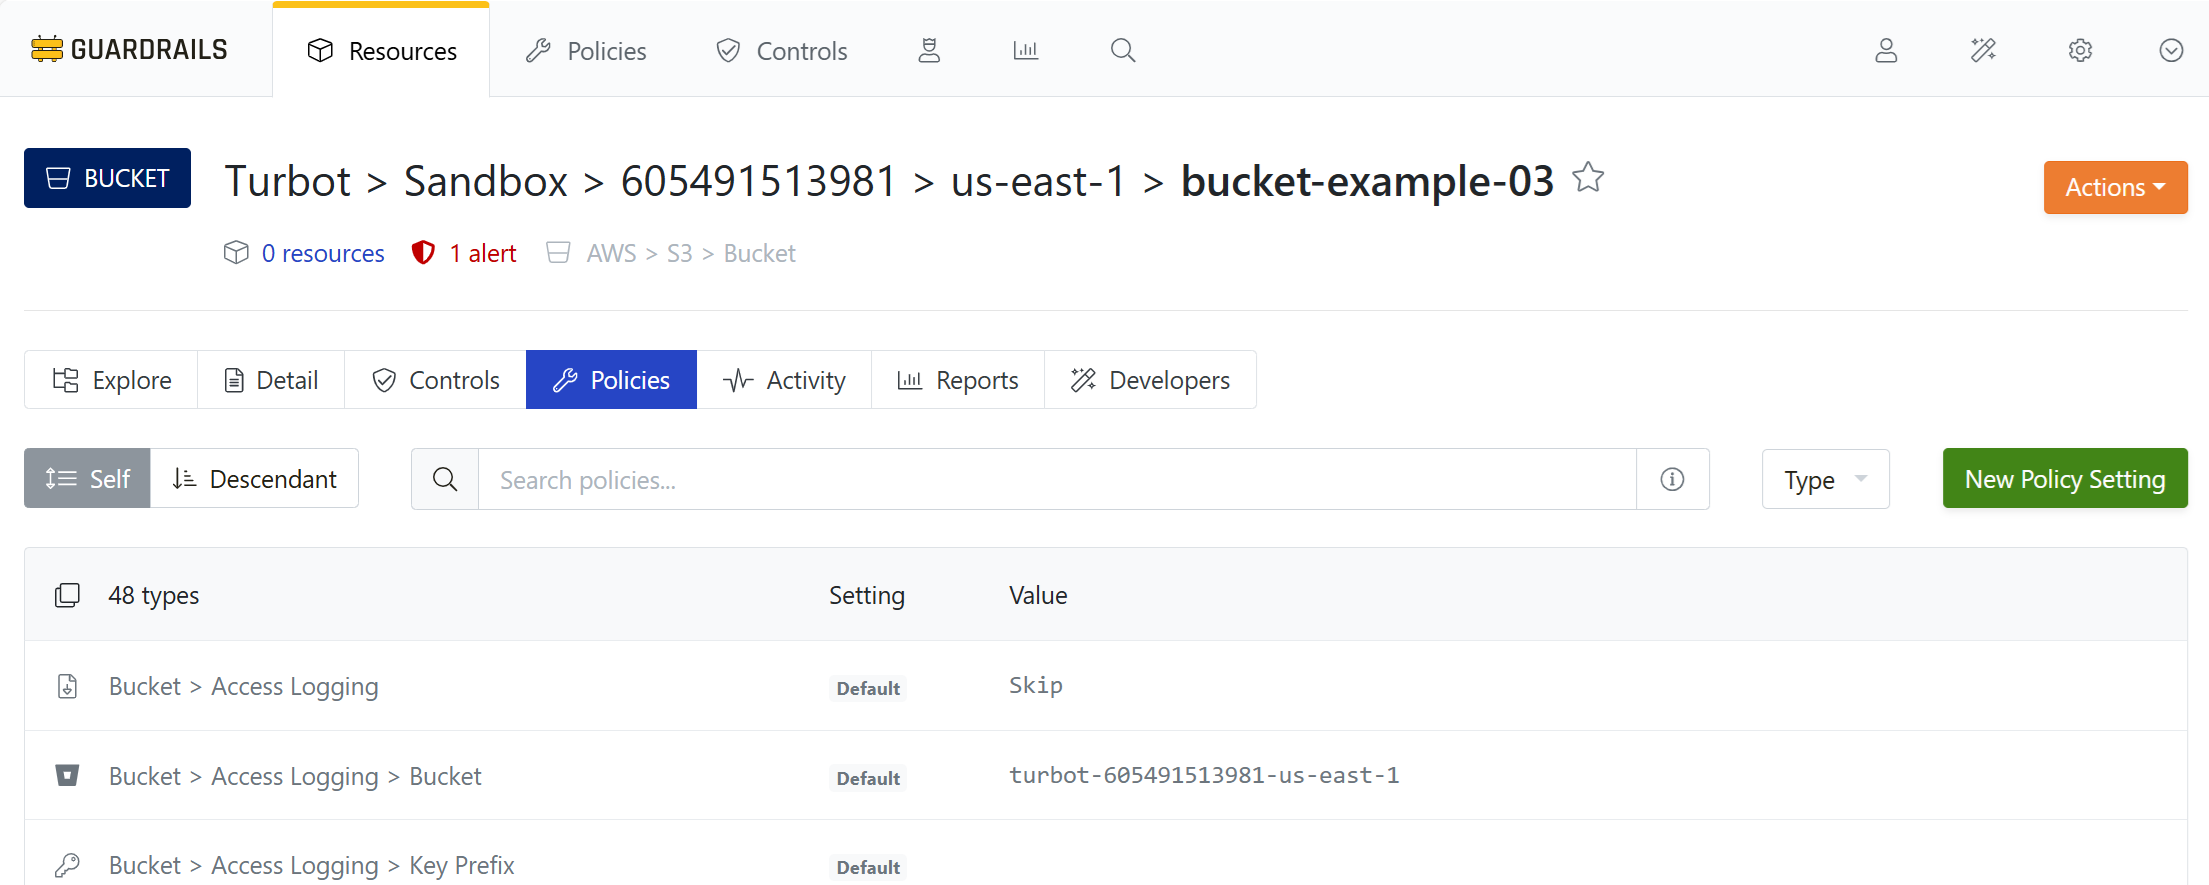 GUARDRAILS Resources Policies Controls
BUCKET Turbot > Sandbox > 605491513981 > us-east-1 > bucket-example-03 Actions
0 resources 1 alert AWS > S3 > Bucket
Explore Detail Controls Policies Activity Reports Developers
Self Descendant Search policies... Type New Policy Setting
48 types Setting Value
Bucket > Access Logging Default Skip
Bucket > Access Logging > Bucket Default turbot-605491513981-us-east-1
Bucket > Access Logging > Key Prefix Default